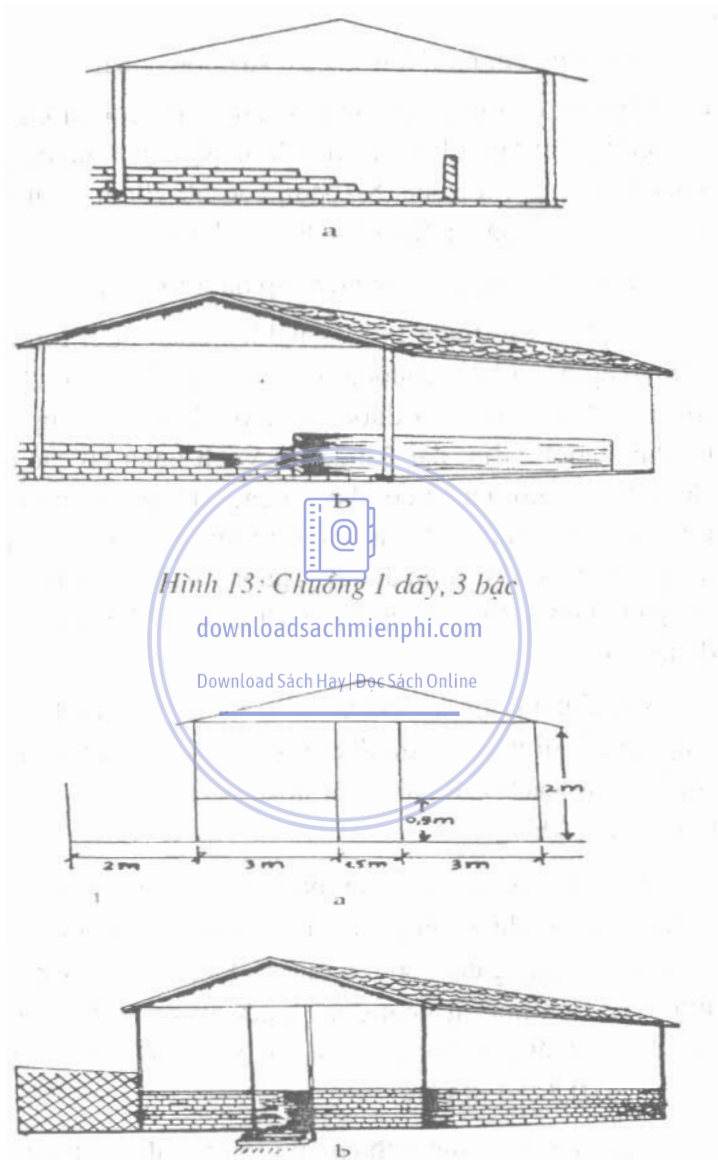 a
b
@
Hình 13: Chuồng 1 dãy, 3 bậc
downloadsachmienphi.com
Download Sách Hay | Đọc Sách Online
2m
0,9m
2m 3m 1,5m 3m
a
b